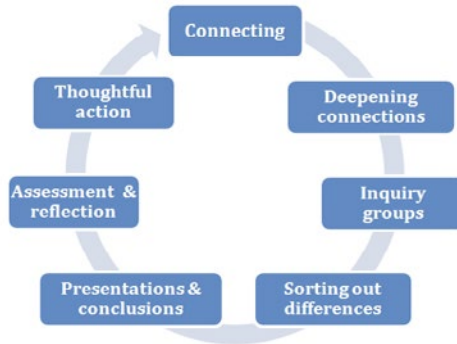 Connecting
Deepening
connections
Inquiry
groups
Sorting out
differences
Presentations &
conclusions
Assessment &
reflection
Thoughtful
action